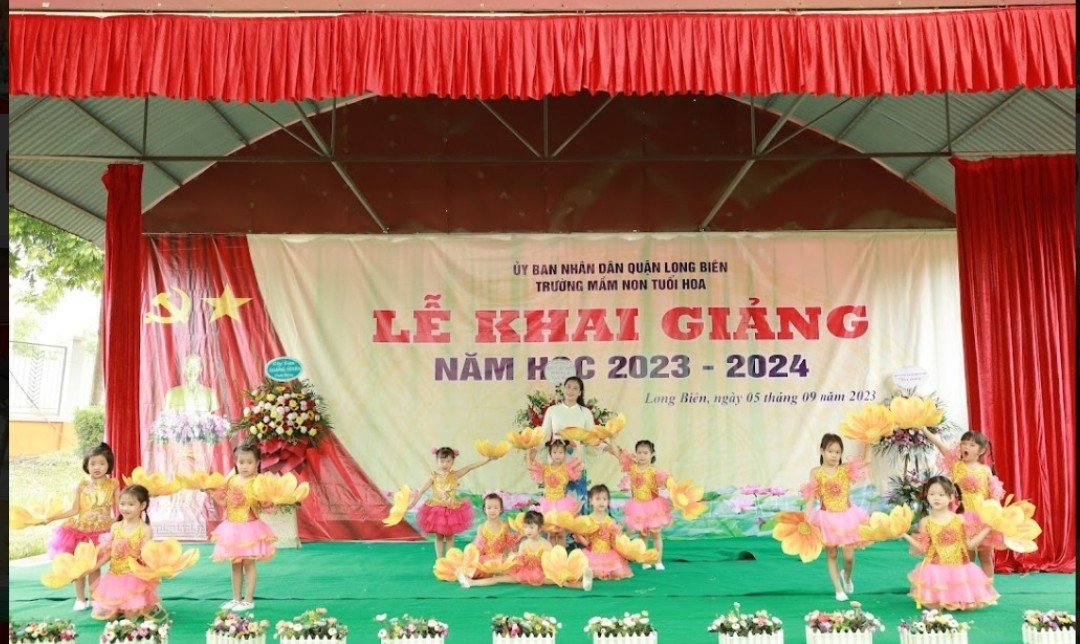 ỦY BAN NHÂN DÂN QUẬN LONG BIÊN
TRƯỜNG MẦM NON TUỔI HOA
LỄ KHAI GIẢNG
NĂM HỌC 2023 - 2024
Long Biên, ngày 05 tháng 09 năm 2023